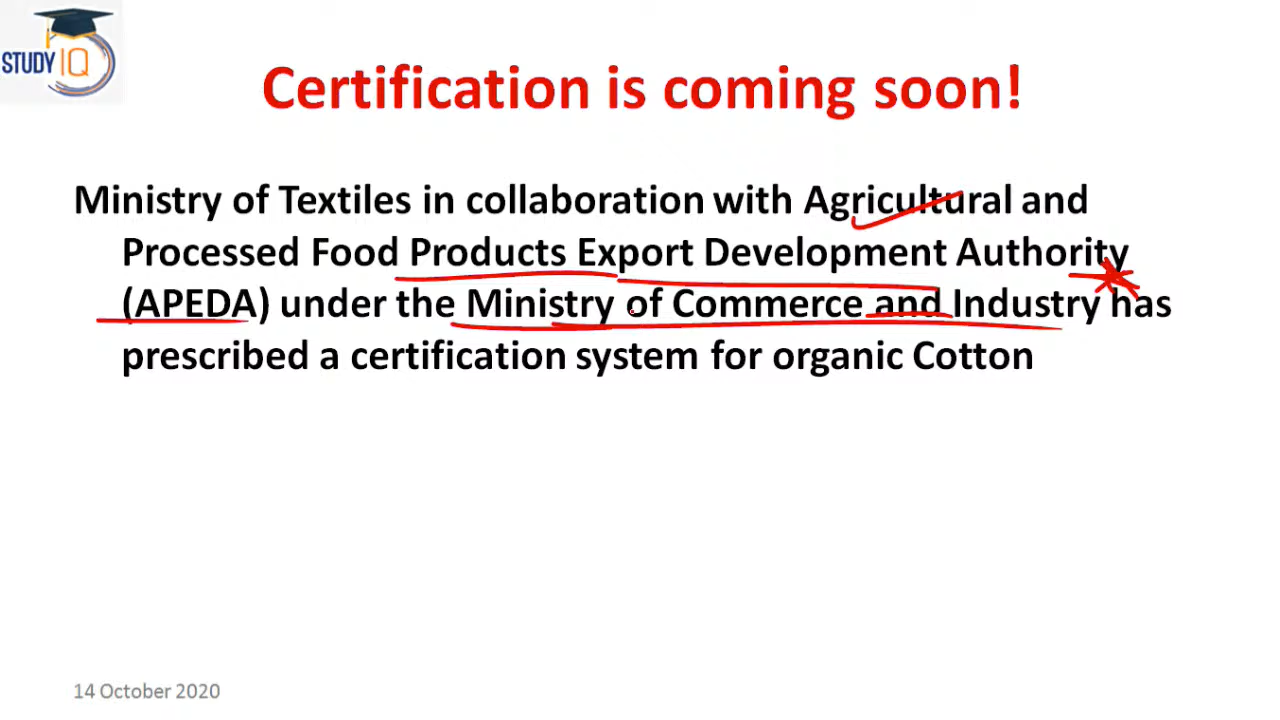 STUDY IQ
Certification is coming soon!
Ministry of Textiles in collaboration with Agricultural and
Processed Food Products Export Development Authority
(APEDA) under the Ministry of Commerce and Industry has
prescribed a certification system for organic Cotton
14 October 2020